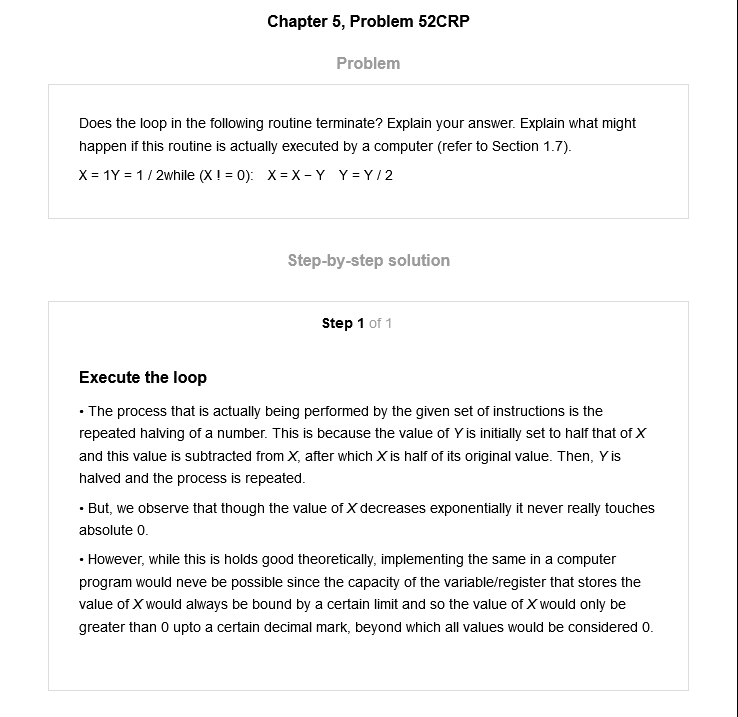 Chapter 5, Problem 52CRP
Problem
Does the loop in the following routine terminate? Explain your answer. Explain what might
happen if this routine is actually executed by a computer (refer to Section 1.7).
X = 1Y = 1 / 2while (X ! = 0):   X = X – Y   Y = Y / 2
Step-by-step solution
Step 1 of 1
Execute the loop
• The process that is actually being performed by the given set of instructions is the
repeated halving of a number. This is because the value of Y is initially set to half that of X
and this value is subtracted from X, after which X is half of its original value. Then, Y is
halved and the process is repeated.
• But, we observe that though the value of X decreases exponentially it never really touches
absolute 0.
• However, while this is holds good theoretically, implementing the same in a computer
program would neve be possible since the capacity of the variable/register that stores the
value of X would always be bound by a certain limit and so the value of X would only be
greater than 0 upto a certain decimal mark, beyond which all values would be considered 0.